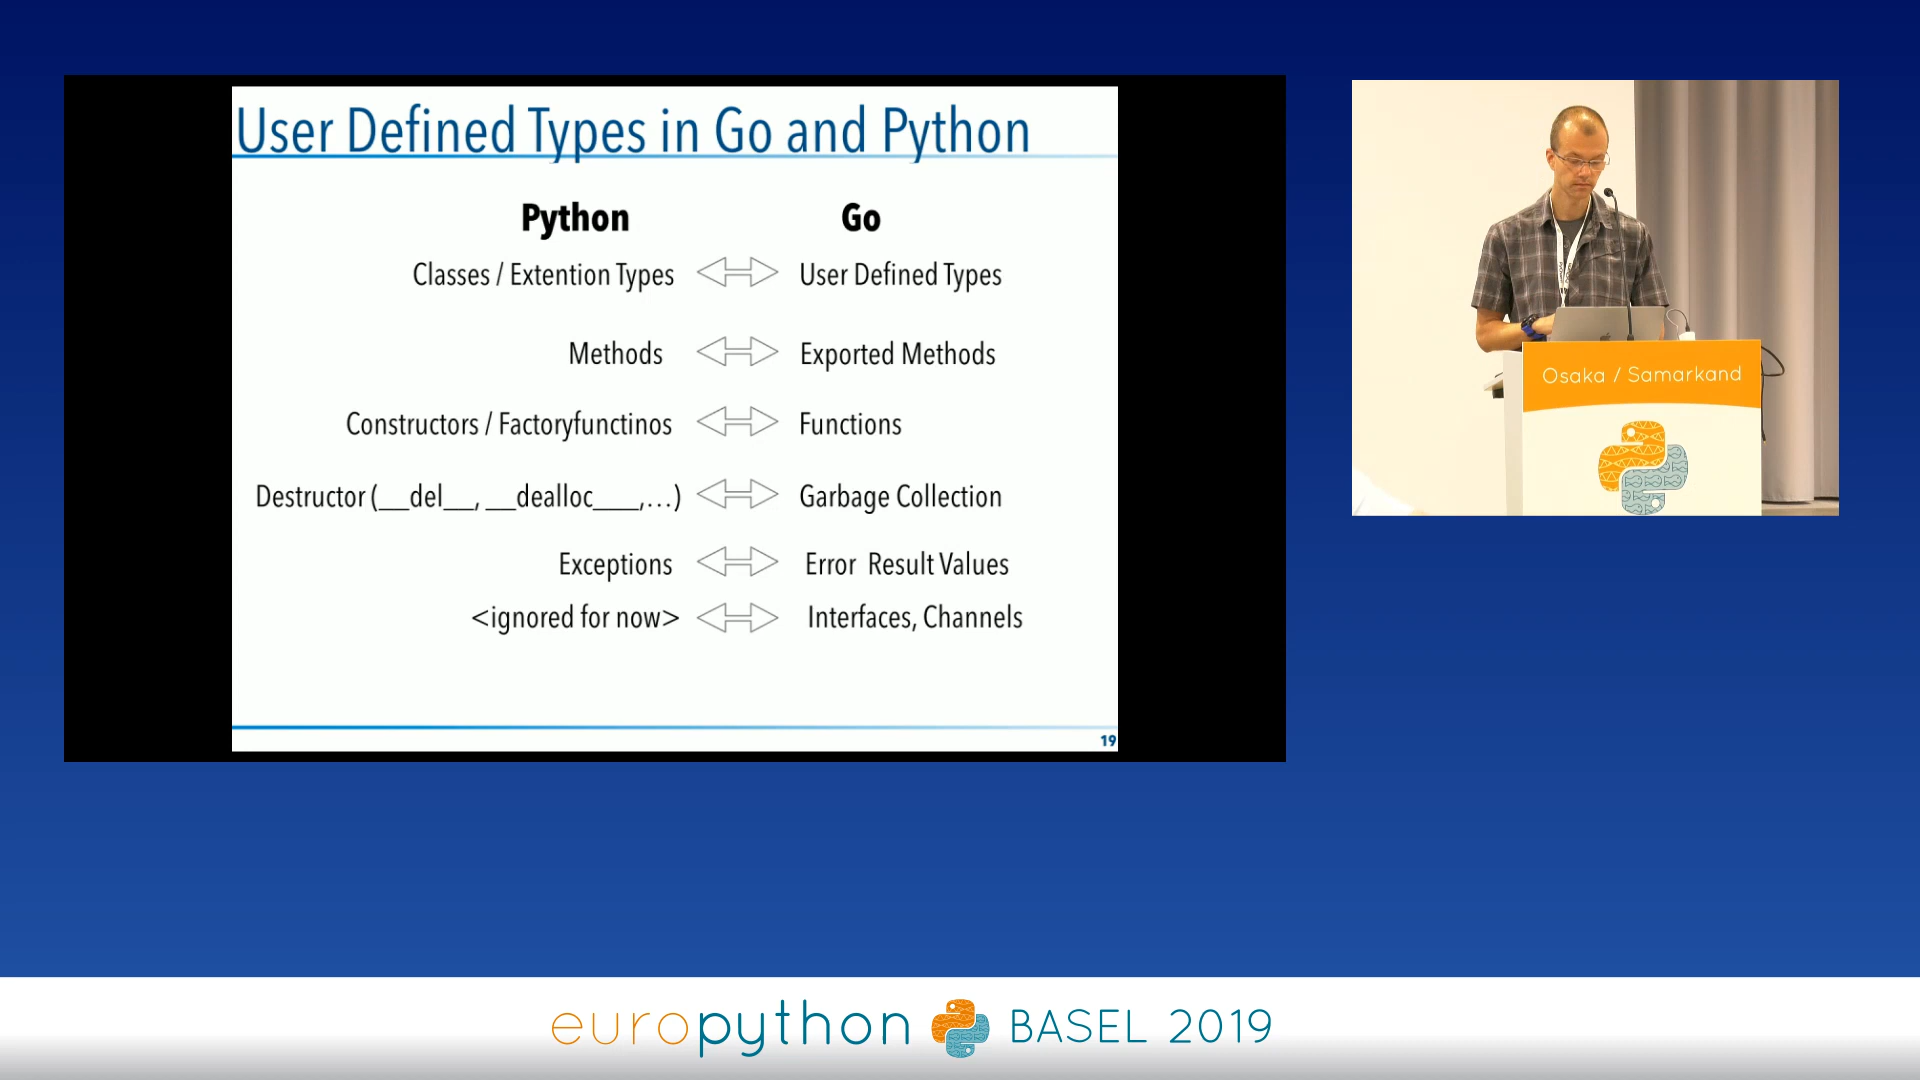 User Defined Types in Go and Python
Python Go
Classes / Extention Types User Defined Types
Methods Exported Methods
Constructors / Factoryfunctinos Functions
Destructor (__del__, __dealloc___,...) Garbage Collection
Exceptions Error Result Values
<ignored for now> Interfaces, Channels
19
Osaka / Samarkand
europython BASEL 2019